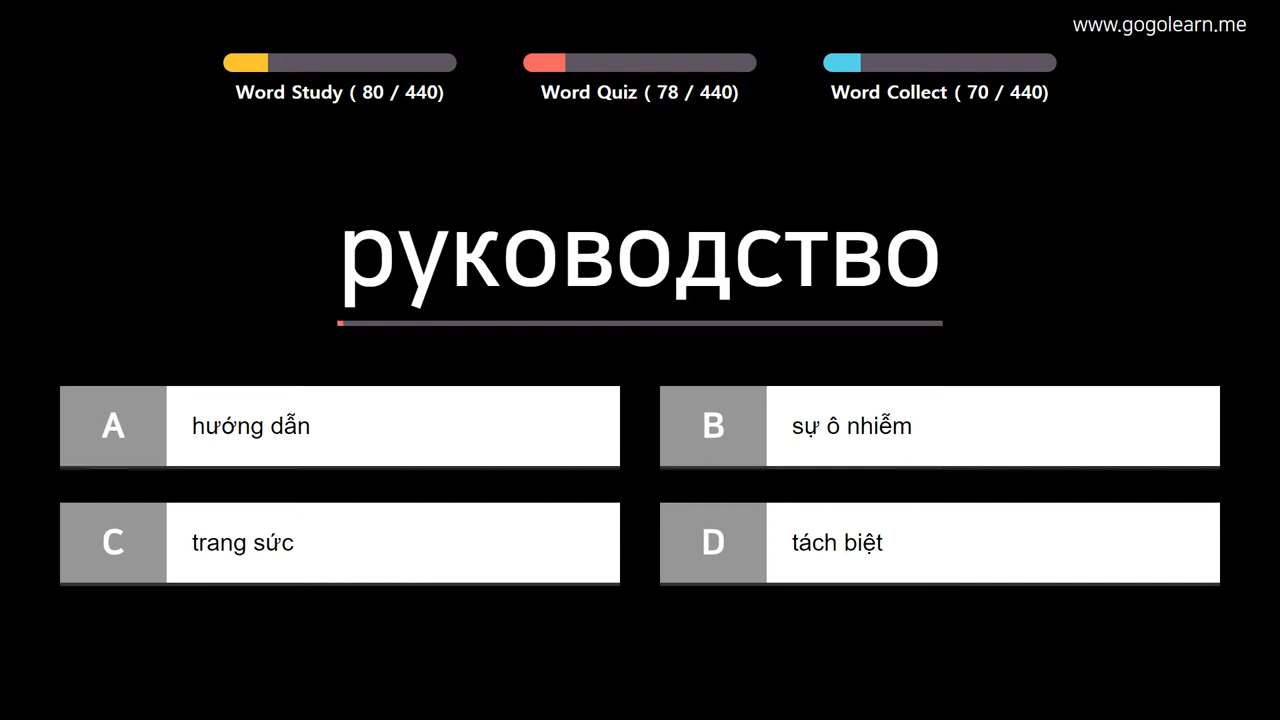 www.gogolearn.me
Word Study ( 80 / 440)
Word Quiz ( 78 / 440)
Word Collect ( 70 / 440)
руководство
A hướng dẫn
B sự ô nhiễm
C trang sức
D tách biệt